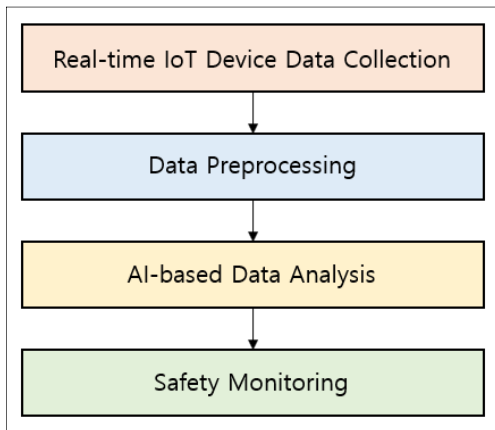 Real-time IoT Device Data Collection
Data Preprocessing
AI-based Data Analysis
Safety Monitoring